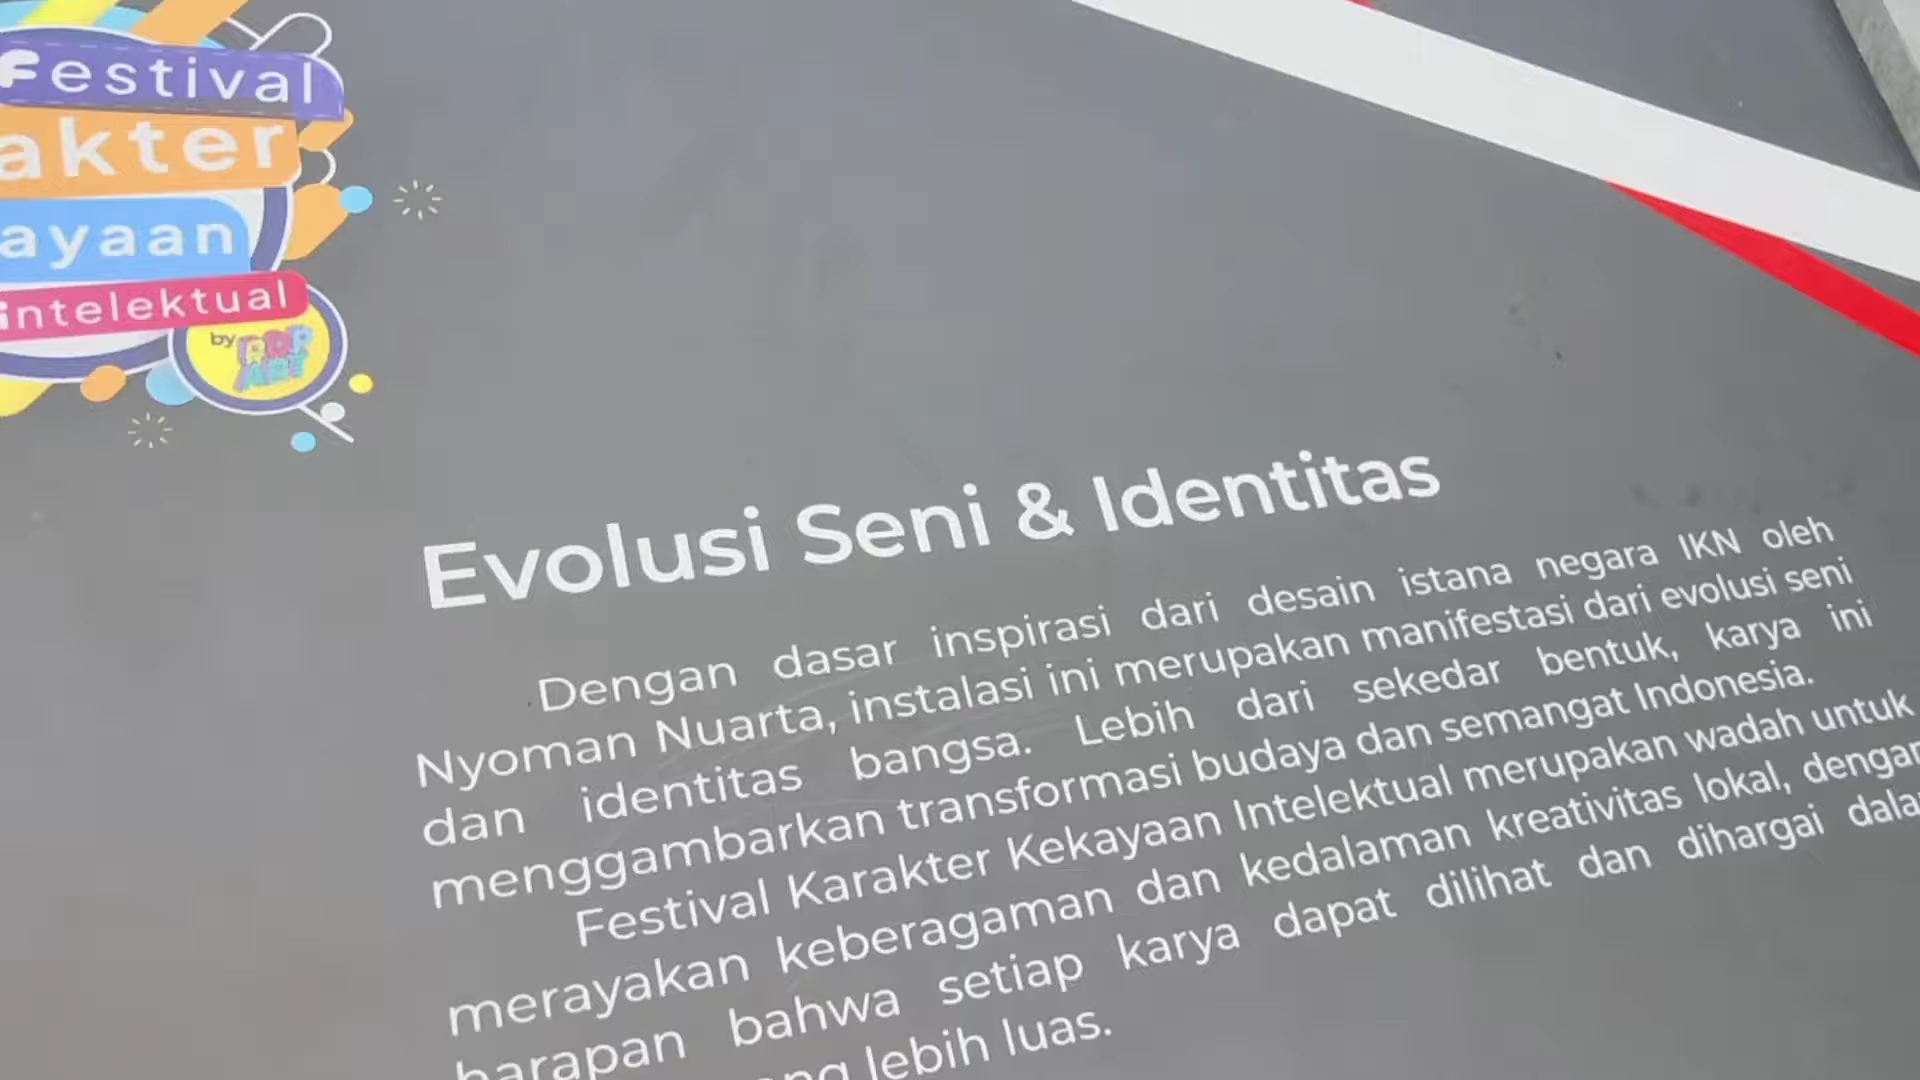 Festival
akter
ayaan
intelektual
by POP
ART
Evolusi Seni & Identitas
Dengan dasar inspirasi dari desain istana negara IKN oleh
Nyoman Nuarta, instalasi ini merupakan manifestasi dari evolusi seni
dan identitas bangsa. Lebih dari sekedar bentuk, karya ini
menggambarkan transformasi budaya dan semangat Indonesia.
Festival Karakter Kekayaan Intelektual merupakan wadah untuk
merayakan keberagaman dan kedalaman kreativitas lokal, dengan
harapan bahwa setiap karya dapat dilihat dan dihargai
lebih luas.